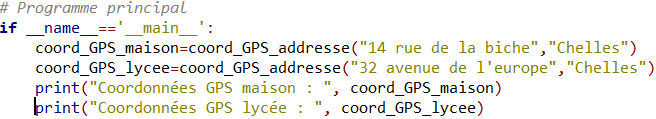 # Programme principal
if __name__=='__main__':
    coord_GPS_maison=coord_GPS_addresse("14 rue de la biche","Chelles")
    coord_GPS_lycee=coord_GPS_addresse("32 avenue de l'europe","Chelles")
    print("Coordonnées GPS maison : ", coord_GPS_maison)
    print("Coordonnées GPS lycée : ", coord_GPS_lycee)